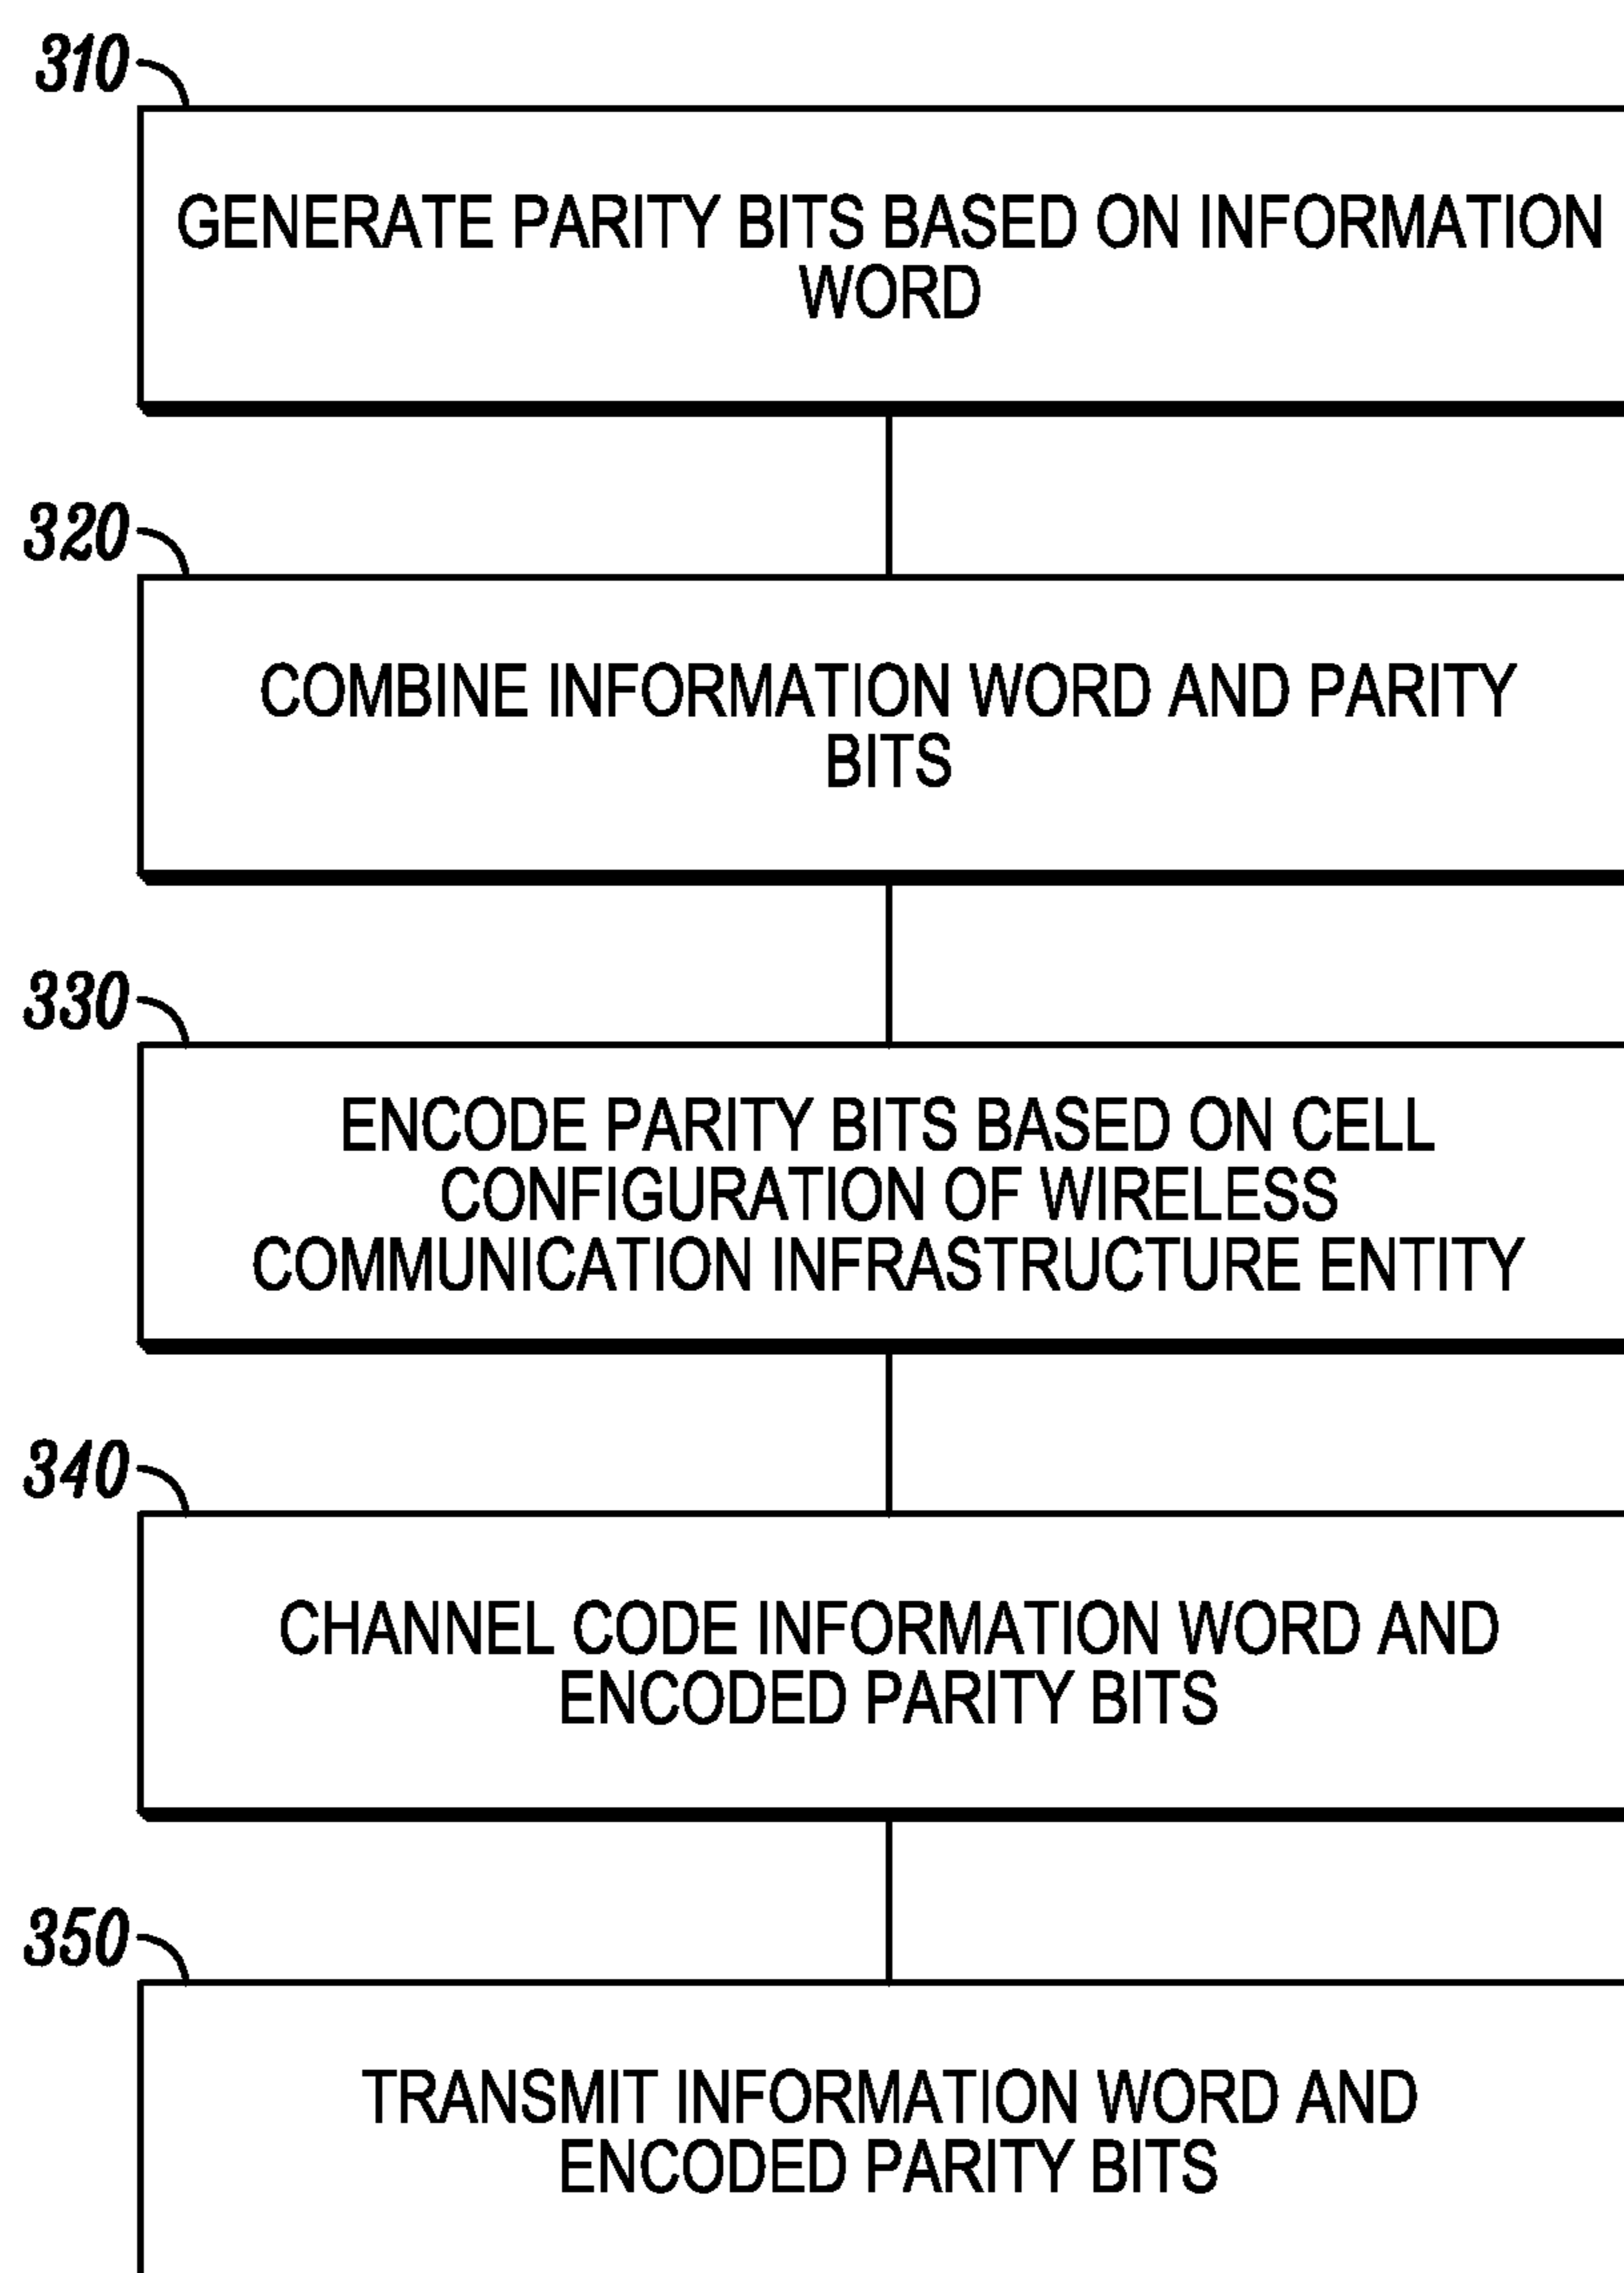 310
GENERATE PARITY BITS BASED ON INFORMATION
WORD
320
COMBINE INFORMATION WORD AND PARITY
BITS
330
ENCODE PARITY BITS BASED ON CELL
CONFIGURATION OF WIRELESS
COMMUNICATION INFRASTRUCTURE ENTITY
340
CHANNEL CODE INFORMATION WORD AND
ENCODED PARITY BITS
350
TRANSMIT INFORMATION WORD AND
ENCODED PARITY BITS